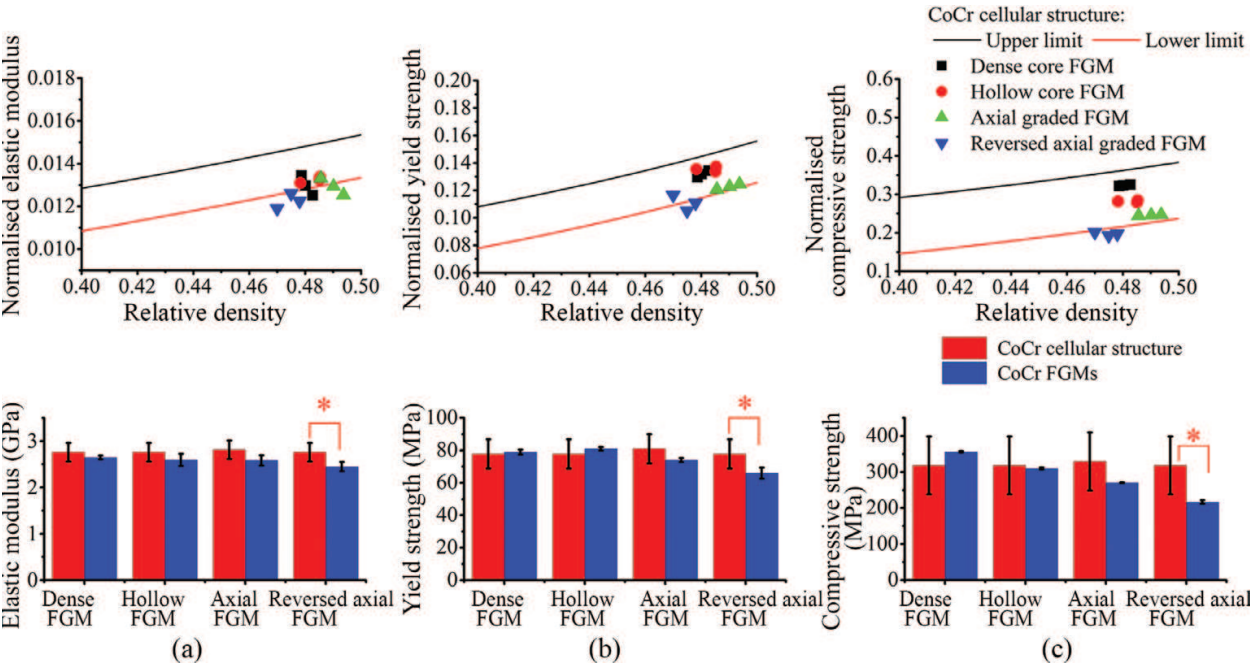 CoCr cellular structure:
Upper limit
Lower limit
Dense core FGM
Hollow core FGM
Axial graded FGM
Reversed axial graded FGM
Normalised elastic modulus
0.018
0.016
0.014
0.012
0.010
0.40 0.42 0.44 0.46 0.48 0.50
Relative density
Normalised yield strength
0.20
0.18
0.16
0.14
0.12
0.10
0.08
0.06
0.40 0.42 0.44 0.46 0.48 0.50
Relative density
Normalised
compressive strength
0.6
0.5
0.4
0.3
0.2
0.1
0.40 0.42 0.44 0.46 0.48 0.50
Relative density
CoCr cellular structure
CoCr FGMs
Elastic modulus (GPa)
3
2
1
0
*
Dense
FGM
Hollow
FGM
Axial
FGM
Reversed axial
FGM
(a)
Yield strength (MPa)
100
80
60
40
20
0
*
Dense
FGM
Hollow
FGM
Axial
FGM
Reversed axial
FGM
(b)
Compressive strength
(MPa)
400
300
200
100
0
*
Dense
FGM
Hollow
FGM
Axial
FGM
Reversed axial
FGM
(c)